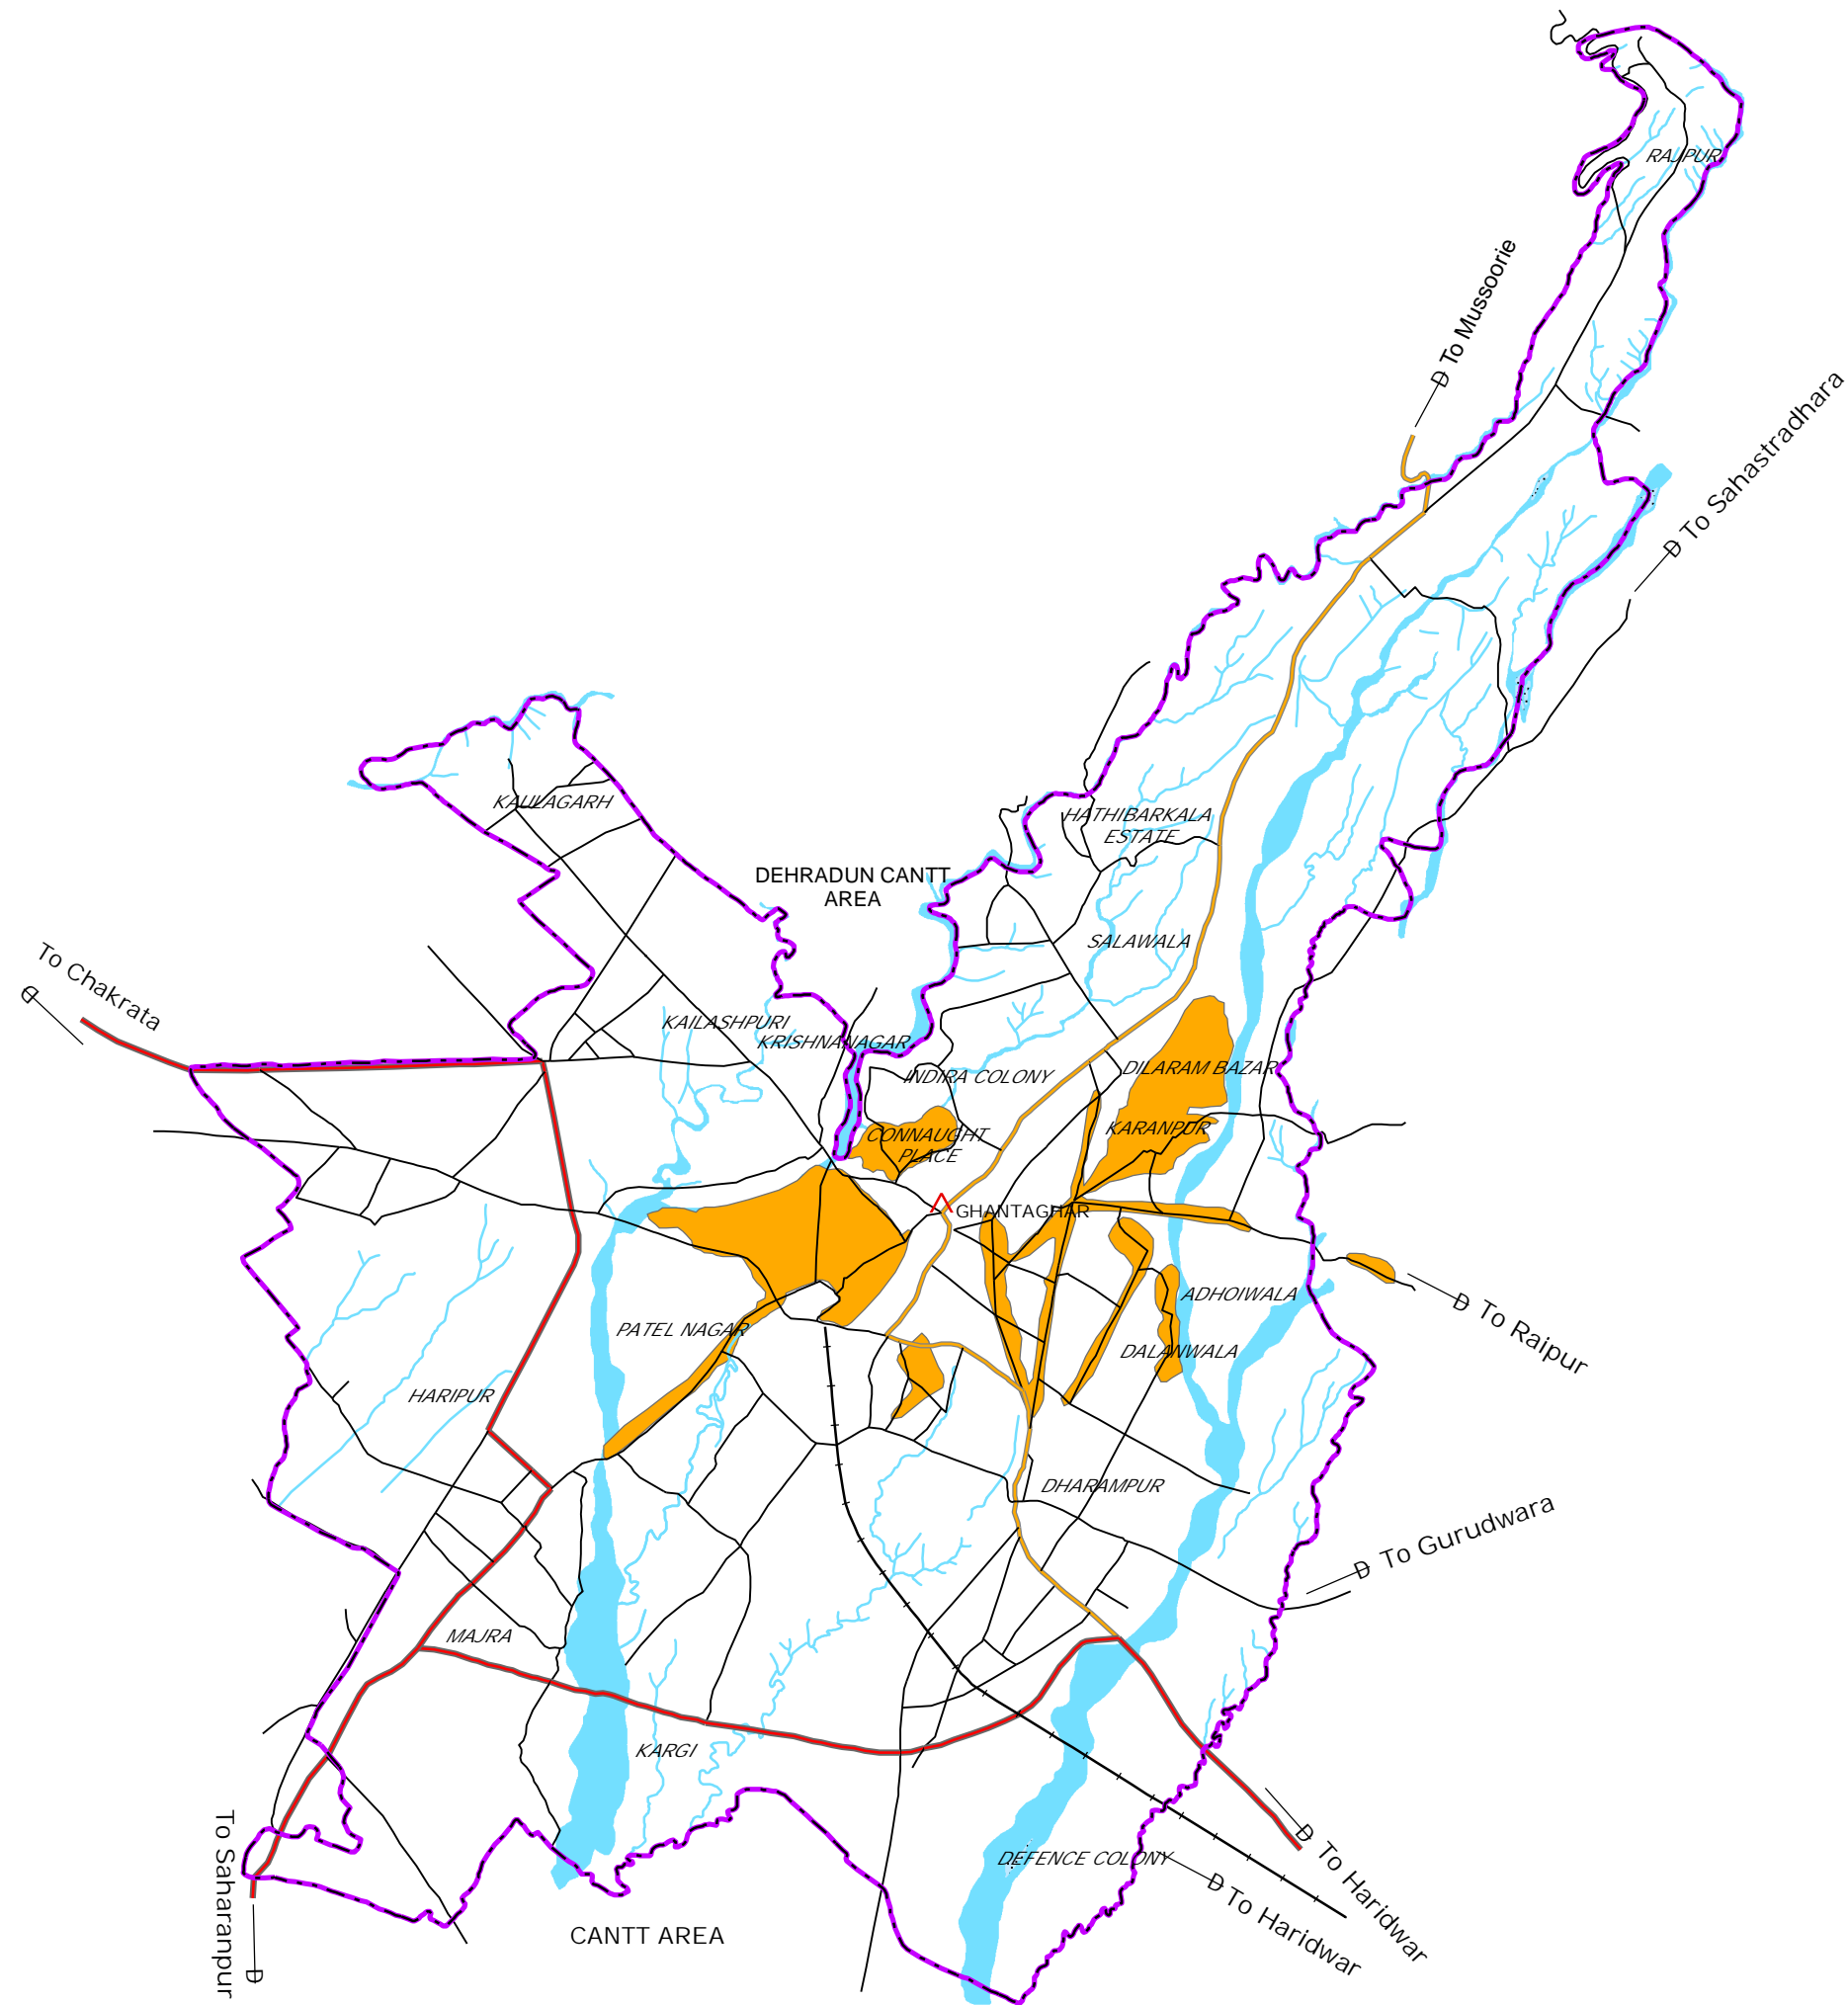 RAJPUR
D To Mussoorie
D To Sahastradhara
KAULAGARH
HATHIBARKALA
ESTATE
DEHRADUN CANTT
AREA
SALAWALA
To Chakrata
D
KAILASHPURI
KRISHNANAGAR
INDIRA COLONY
DILARAM BAZAR
KARANPUR
CONNAUGHT
PLACE
GHANTAGHAR
ADHOIWALA
D To Raipur
PATEL NAGAR
DALANWALA
HARIPUR
DHARAMPUR
D To Gurudwara
MAJRA
KARGI
To Saharanpur
D
DEFENCE COLONY
D To Haridwar
D To Haridwar
CANTT AREA